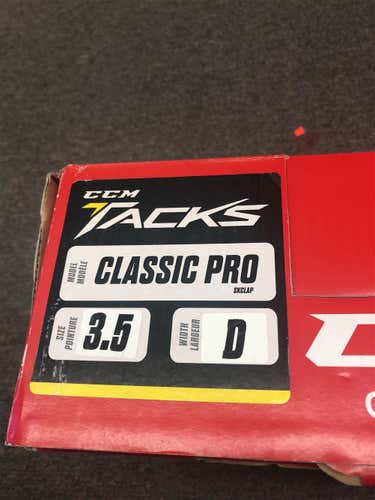 CCM
TACKS
MODEL
MODÈLE
CLASSIC PRO
SKCLAP
SIZE
POINTURE
3.5
WIDTH
LARGEUR
D